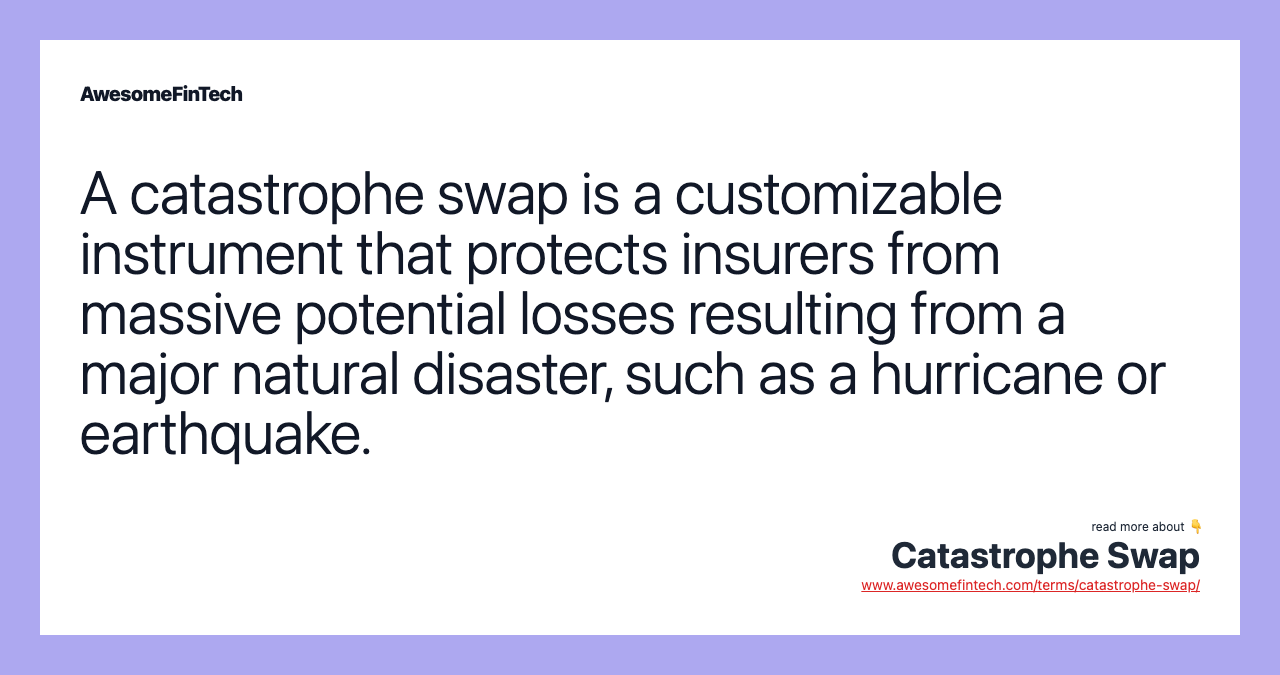 AwesomeFinTech
A catastrophe swap is a customizable
instrument that protects insurers from
massive potential losses resulting from a
major natural disaster, such as a hurricane or
earthquake.
read more about 👇
Catastrophe Swap
www.awesomefintech.com/terms/catastrophe-swap/